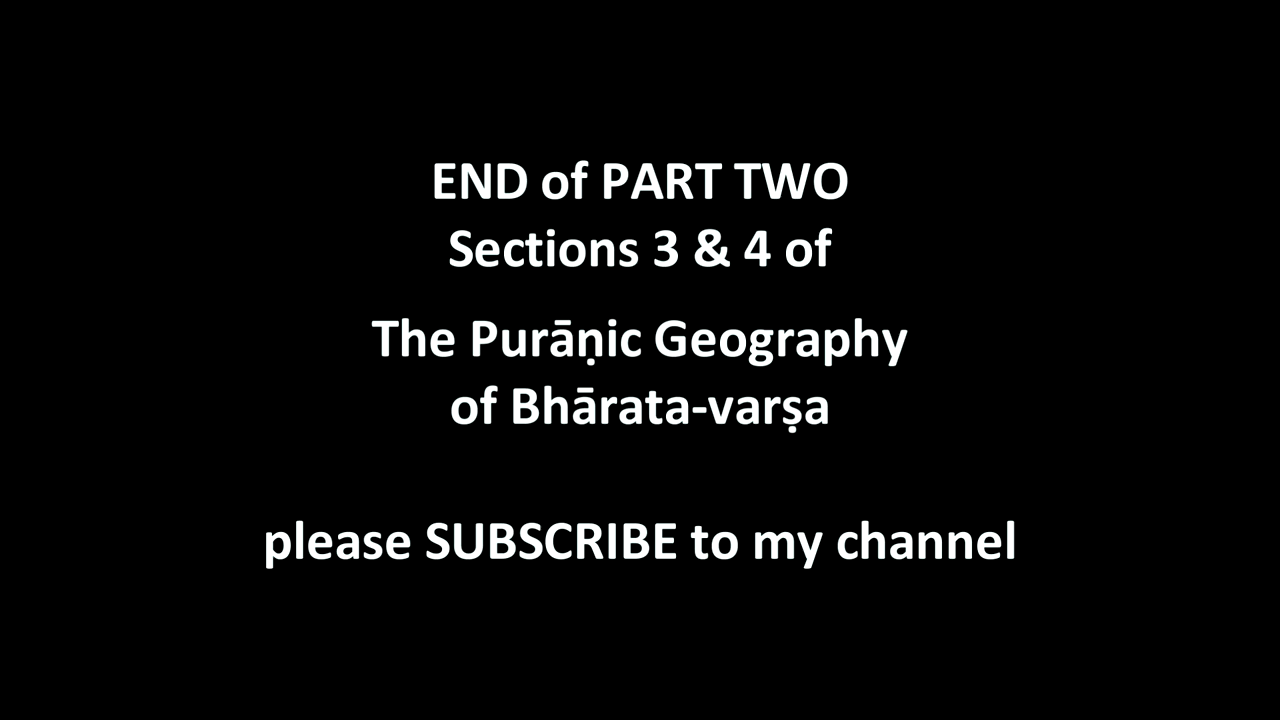 END of PART TWO
Sections 3 & 4 of
The Purāṇic Geography
of Bhārata-varṣa
please SUBSCRIBE to my channel